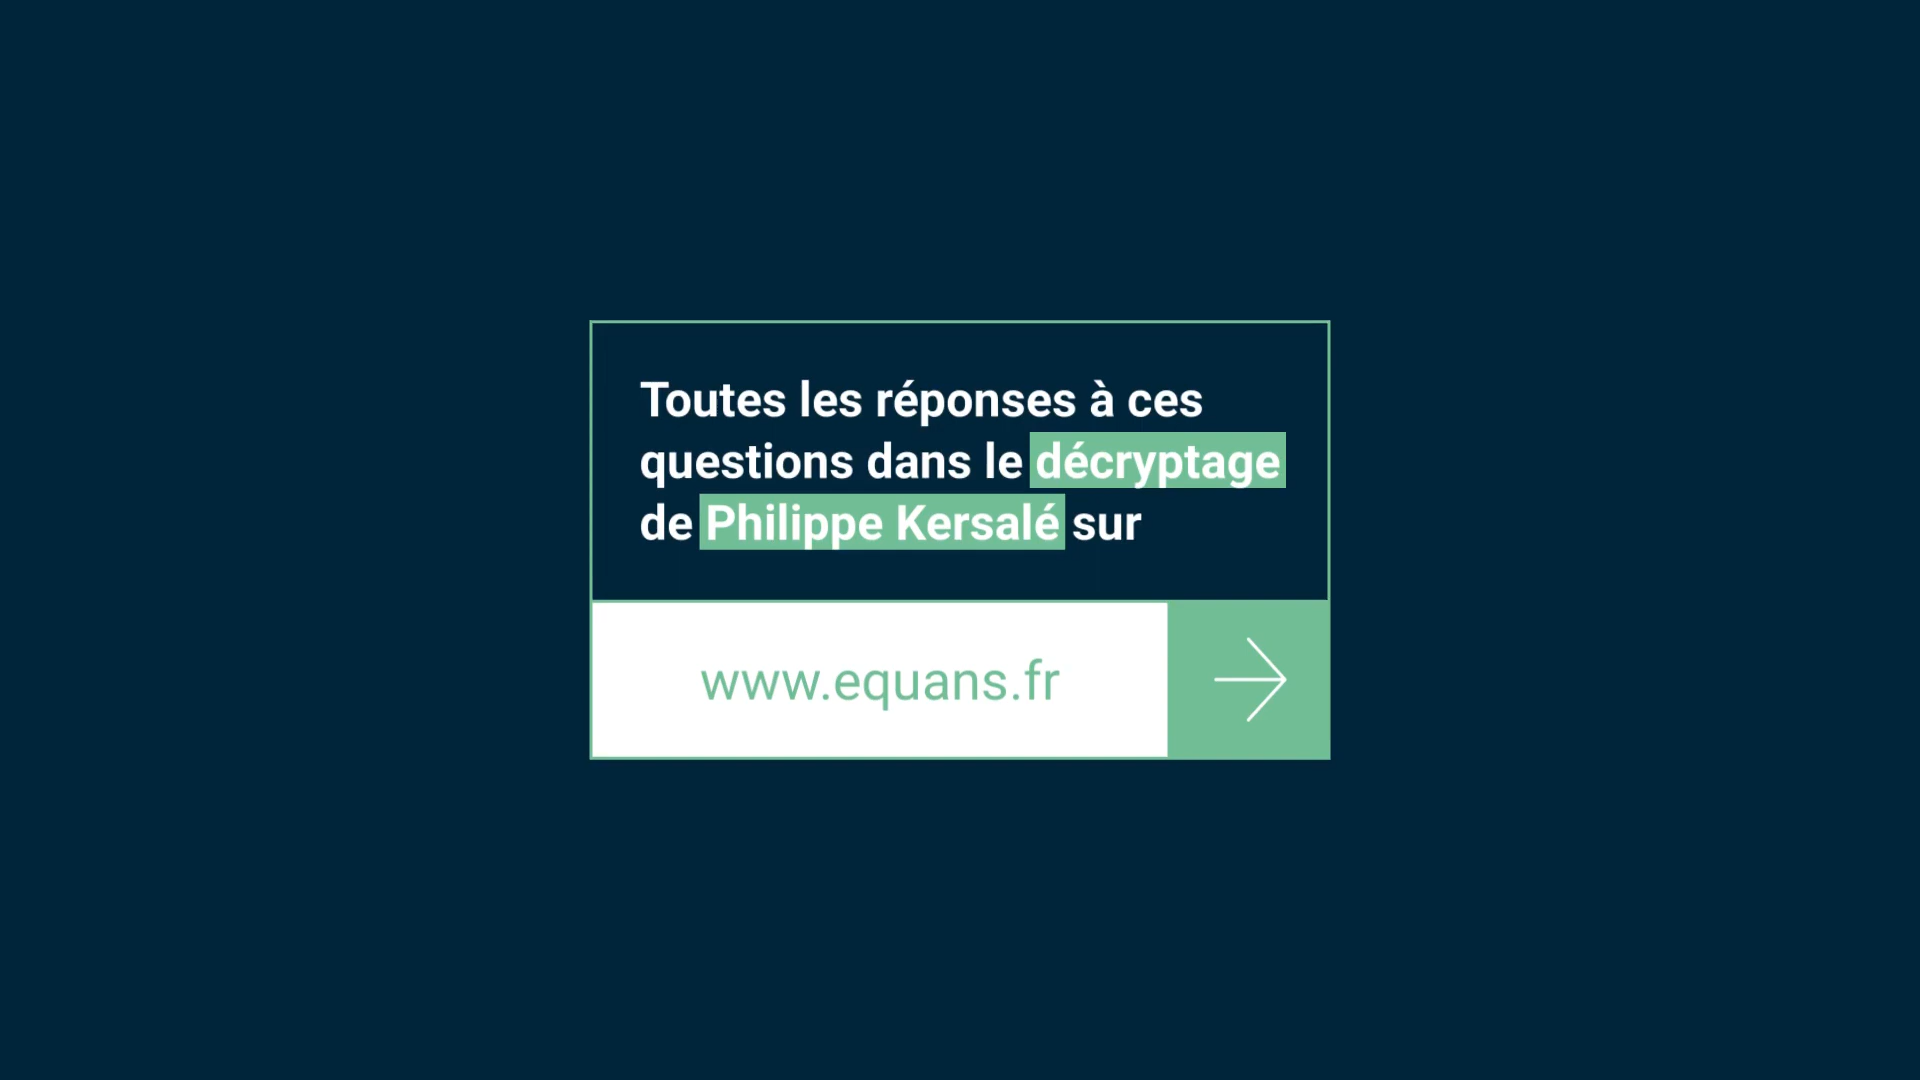 Toutes les réponses à ces
questions dans le décryptage
de Philippe Kersalé sur
www.equans.fr